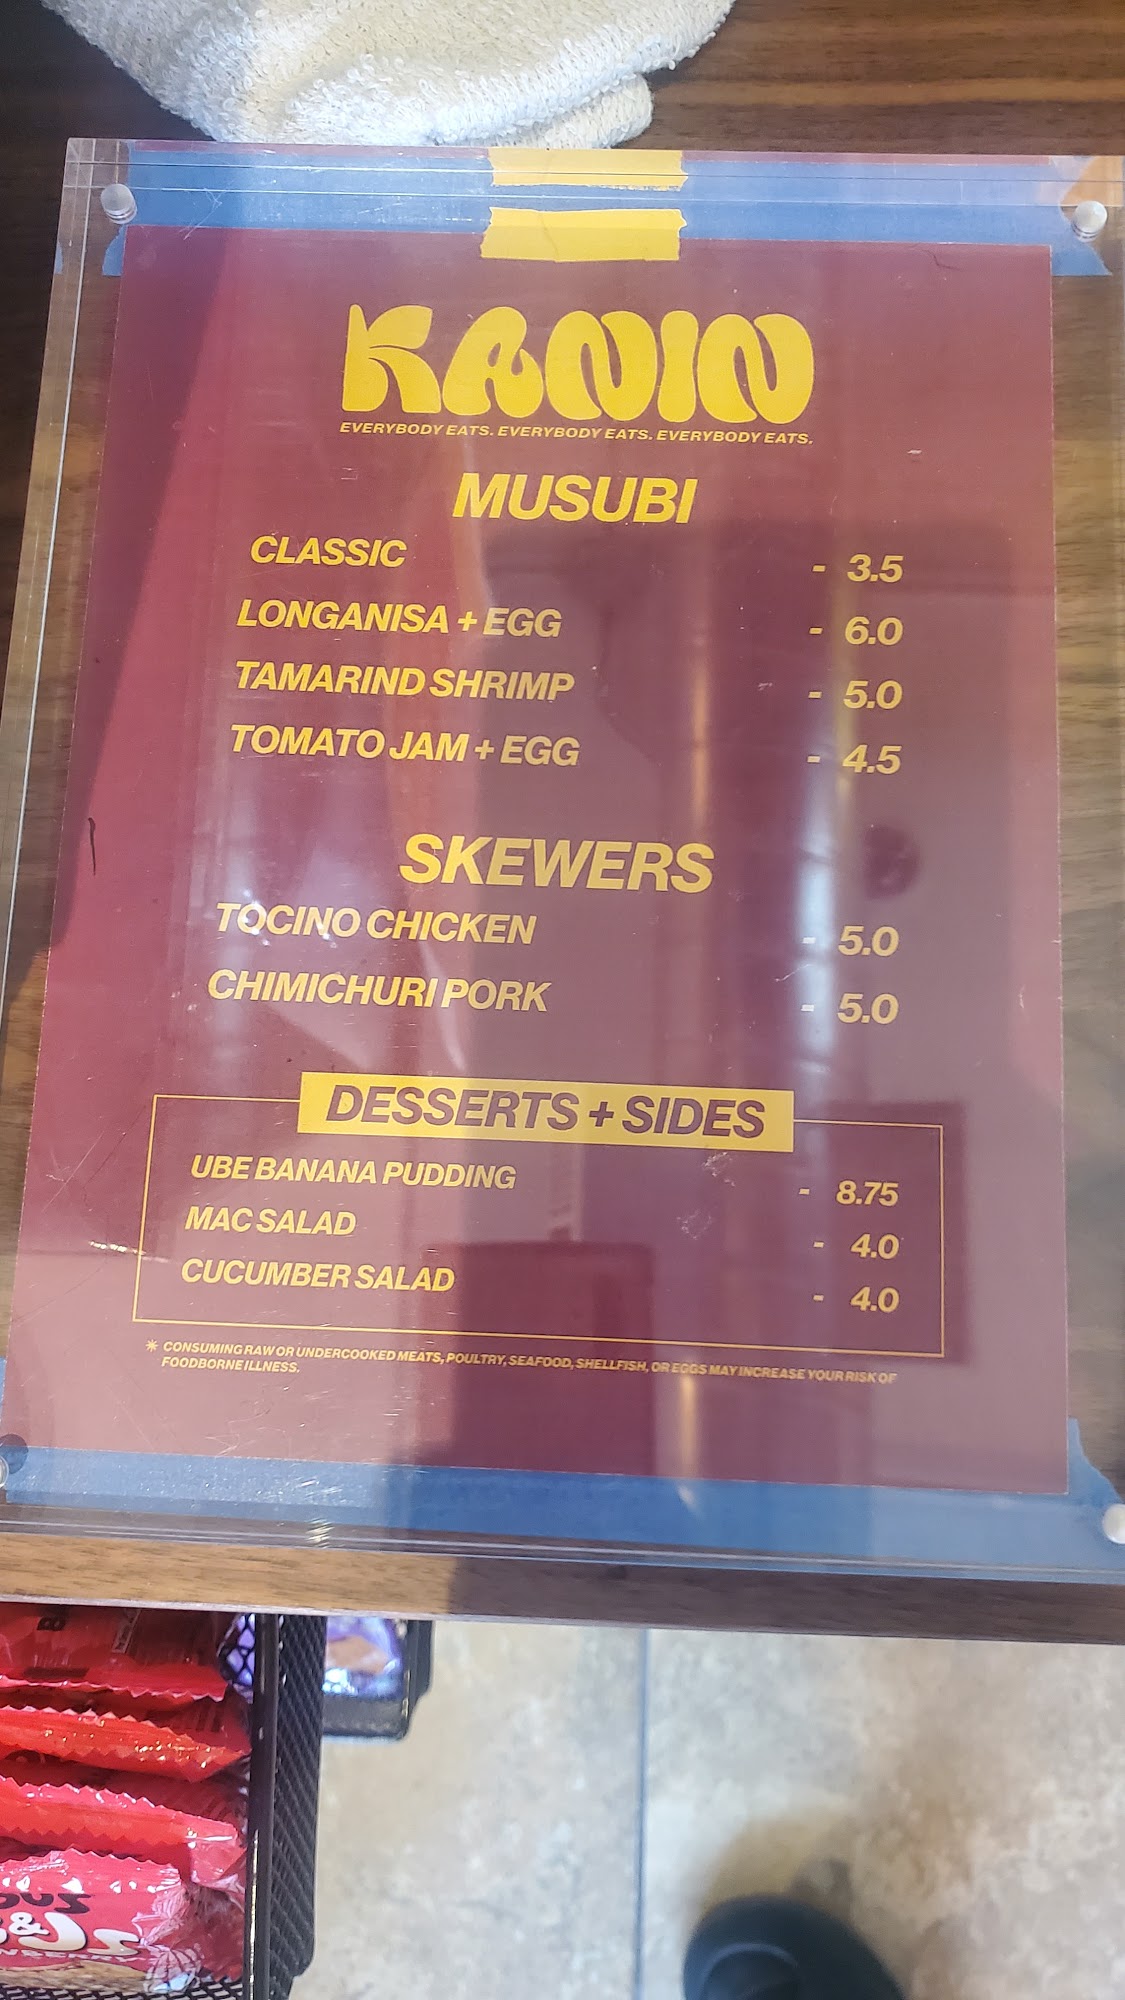 KANIN
EVERYBODY EATS. EVERYBODY EATS. EVERYBODY EATS.
MUSUBI
CLASSIC - 3.5
LONGANISA + EGG - 6.0
TAMARIND SHRIMP - 5.0
TOMATO JAM + EGG - 4.5
SKEWERS
TOCINO CHICKEN - 5.0
CHIMICHURI PORK - 5.0
DESSERTS + SIDES
UBE BANANA PUDDING - 8.75
MAC SALAD - 4.0
CUCUMBER SALAD - 4.0
* CONSUMING RAW OR UNDERCOOKED MEATS, POULTRY, SEAFOOD, SHELLFISH, OR EGGS MAY INCREASE YOUR RISK OF
FOODBORNE ILLNESS.